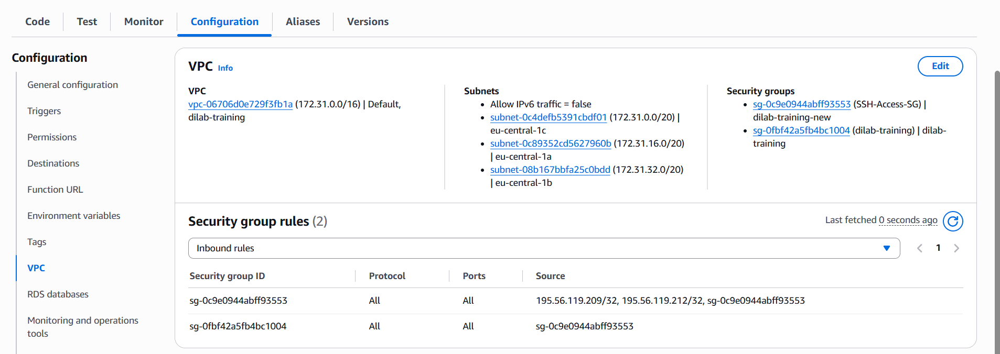 Code Test Monitor Configuration Aliases Versions
Configuration
General configuration
Triggers
Permissions
Destinations
Function URL
Environment variables
Tags
VPC
RDS databases
Monitoring and operations
tools
VPC Info
Edit
VPC
vpc-06706d0e729f3fb1a (172.31.0.0/16) | Default,
dilab-training
Subnets
• Allow IPv6 traffic = false
• subnet-0c4defb5391cbdf01 (172.31.0.0/20) |
eu-central-1c
• subnet-0c89352cd5627960b (172.31.16.0/20)
| eu-central-1a
• subnet-08b167bbfa25c0bdd (172.31.32.0/20)
| eu-central-1b
Security groups
• sg-0c9e0944abff93553 (SSH-Access-SG) |
dilab-training-new
• sg-0fbf42a5fb4bc1004 (dilab-training) | dilab-
training
Security group rules (2)
Last fetched 0 seconds ago
Inbound rules
1
Security group ID Protocol Ports Source
sg-0c9e0944abff93553 All All 195.56.119.209/32, 195.56.119.212/32, sg-0c9e0944abff93553
sg-0fbf42a5fb4bc1004 All All sg-0c9e0944abff93553